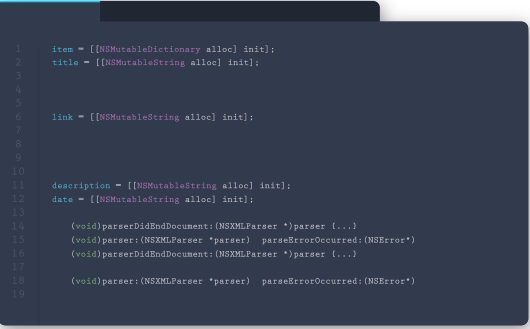 1 item = [[NSMutableDictionary alloc] init];
2 title = [[NSMutableString alloc] init];
3
4
5
6 link = [[NSMutableString alloc] init];
7
8
9
10
11 description = [[NSMutableString alloc] init];
12 date = [[NSMutableString alloc] init];
13
14 (void)parserDidEndDocument:(NSXMLParser *)parser {...}
15 (void)parser:(NSXMLParser *parser) parseErrorOccurred:(NSError*)
16 (void)parserDidEndDocument:(NSXMLParser *)parser {...}
17
18 (void)parser:(NSXMLParser *parser) parseErrorOccurred:(NSError*)
19